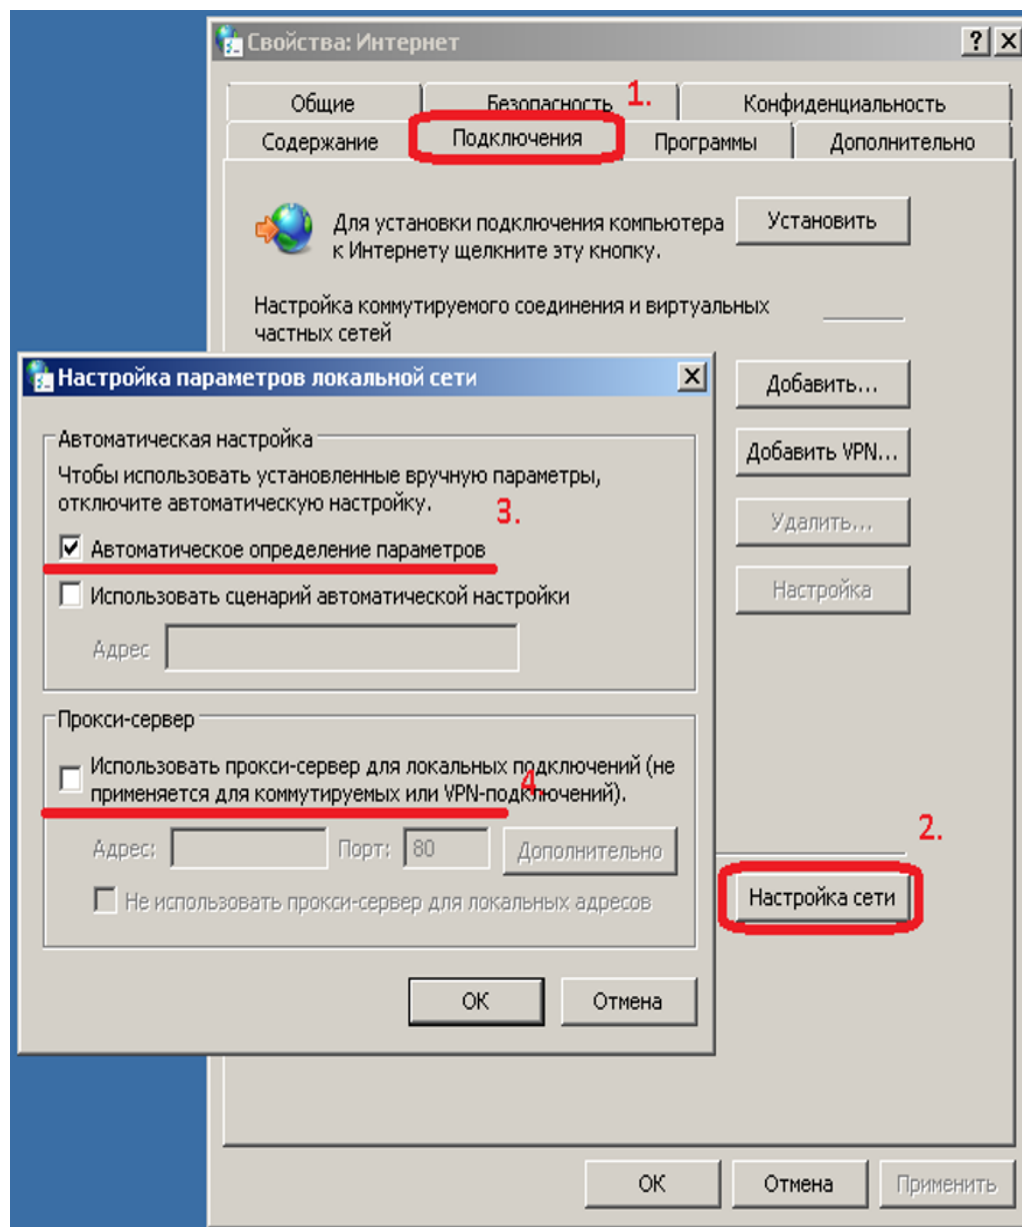 Свойства: Интернет
1.
Общие
Безопасность
Конфиденциальность
Содержание
Подключения
Программы
Дополнительно
Для установки подключения компьютера
к Интернету щелкните эту кнопку.
Установить
Настройка коммутируемого соединения и виртуальных
частных сетей
Добавить...
Добавить VPN...
Удалить...
Настройка
2.
Настройка сети
Настройка параметров локальной сети
Автоматическая настройка
Чтобы использовать установленные вручную параметры,
отключите автоматическую настройку.
3.
Автоматическое определение параметров
Использовать сценарий автоматической настройки
Адрес
Прокси-сервер
Использовать прокси-сервер для локальных подключений (не
применяется для коммутируемых или VPN-подключений).
4.
Адрес:
Порт:
80
Дополнительно
Не использовать прокси-сервер для локальных адресов
ОК
Отмена
ОК
Отмена
Применить